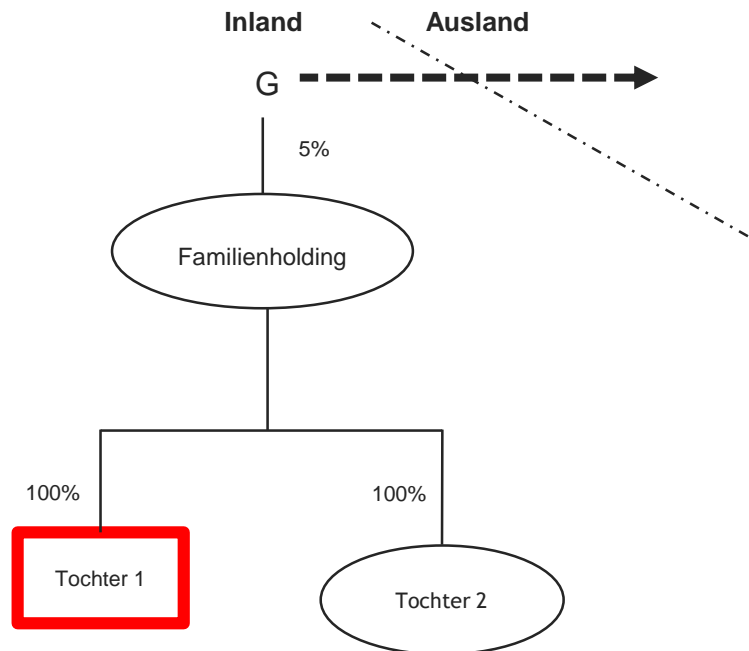 Inland
Ausland
G
5%
Familienholding
100%
100%
Tochter 1
Tochter 2